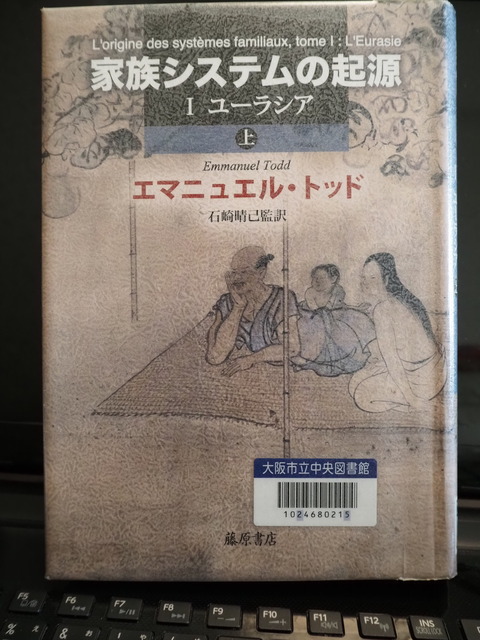 L'origine des systèmes familiaux, tome I : L'Eurasie
家族システムの起源
I ユーラシア
上
Emmanuel Todd
エマニュエル・トッド
石崎晴己監訳
大阪市立中央図書館
1024680215
藤原書店
F5
F6
F7
F8
F9
F10
F11
F12
INS
%
&